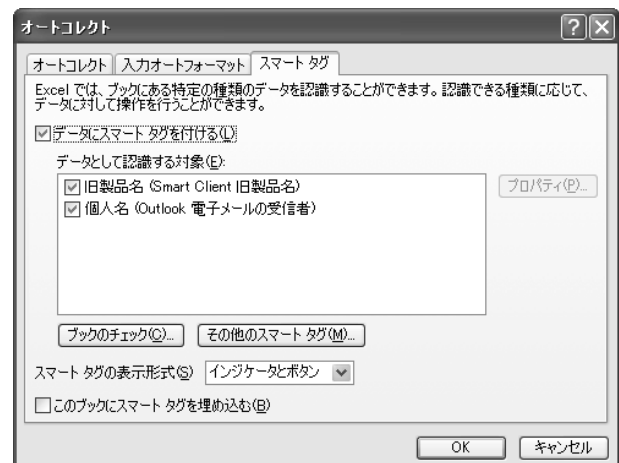 オートコレクト
オートコレクト 入力オートフォーマット スマート タグ
Excel では、ブックにある特定の種類のデータを認識することができます。認識できる種類に応じて、
データに対して操作を行うことができます。
データにスマート タグを付ける(L)
データとして認識する対象(E):
旧製品名 (Smart Client 旧製品名)
プロパティ(P)...
個人名 (Outlook 電子メールの受信者)
ブックのチェック(C)... その他のスマート タグ(M)...
スマート タグの表示形式(S) インジケータとボタン
このブックにスマート タグを埋め込む(B)
OK キャンセル